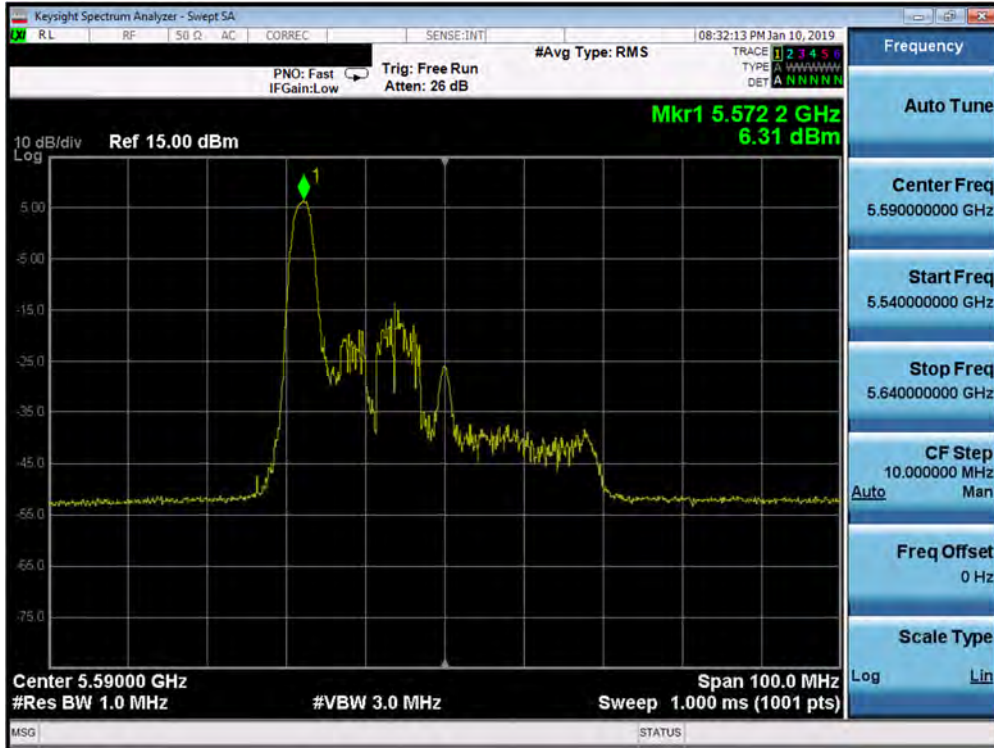 Keysight Spectrum Analyzer - Swept SA
LXI RL RF 50 Ω AC CORREC SENSE:INT 08:32:13 PM Jan 10, 2019
#Avg Type: RMS TRACE 1 2 3 4 5 6
PNO: Fast Trig: Free Run TYPE A WWWWW
IFGain:Low Atten: 26 dB DET A N N N N N
Mkr1 5.572 2 GHz
6.31 dBm
10 dB/div Ref 15.00 dBm
Log
1
5.00
-5.00
-15.0
-25.0
-35.0
-45.0
-55.0
-65.0
-75.0
Center 5.59000 GHz Span 100.0 MHz
#Res BW 1.0 MHz #VBW 3.0 MHz Sweep 1.000 ms (1001 pts)
MSG STATUS
Frequency
Auto Tune
Center Freq
5.590000000 GHz
Start Freq
5.540000000 GHz
Stop Freq
5.640000000 GHz
CF Step
10.000000 MHz
Auto Man
Freq Offset
0 Hz
Scale Type
Log Lin